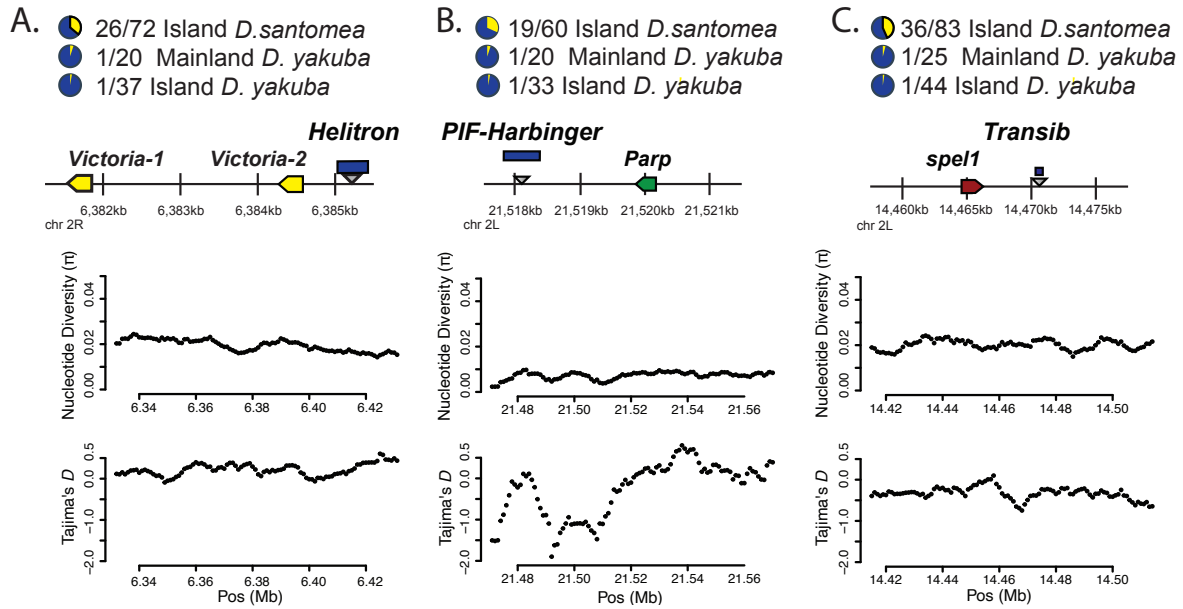 A.
26/72 Island D.santomea
1/20 Mainland D. yakuba
1/37 Island D. yakuba
Helitron
Victoria-1 Victoria-2
6,382kb 6,383kb 6,384kb 6,385kb
chr 2R
Nucleotide Diversity (π)
0.00 0.02 0.04
6.34 6.36 6.38 6.40 6.42
Tajima's D
-2.0 -1.0 0.0 0.5
6.34 6.36 6.38 6.40 6.42
Pos (Mb)
B.
19/60 Island D.santomea
1/20 Mainland D. yakuba
1/33 Island D. yakuba
PIF-Harbinger
Parp
21,518kb 21,519kb 21,520kb 21,521kb
chr 2L
Nucleotide Diversity (π)
0.00 0.02 0.04
21.48 21.50 21.52 21.54 21.56
Tajima's D
-2.0 -1.0 0.0 0.5
21.48 21.50 21.52 21.54 21.56
Pos (Mb)
C.
36/83 Island D.santomea
1/25 Mainland D. yakuba
1/44 Island D. yakuba
Transib
spel1
14,460kb 14,465kb 14,470kb 14,475kb
chr 2L
Nucleotide Diversity (π)
0.00 0.02 0.04
14.42 14.44 14.46 14.48 14.50
Tajima's D
-2.0 -1.0 0.0 0.5
14.42 14.44 14.46 14.48 14.50
Pos (Mb)